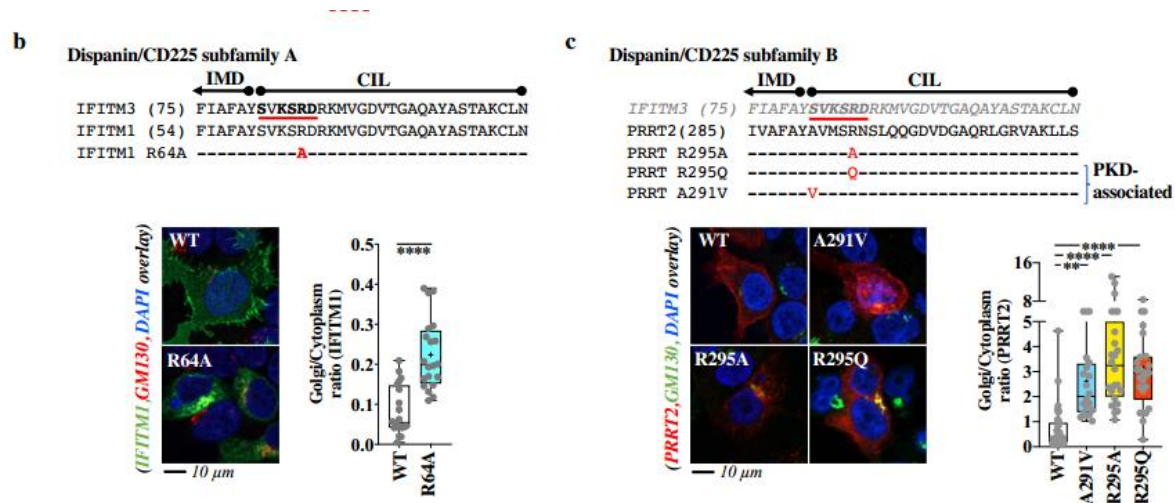 b
Dispanin/CD225 subfamily A
IMD CIL
IFITM3 (75) FIAFAYSVKSRDRKMVGDVTGAQAYASTAKCLN
IFITM1 (54) FIAFAYSVKSRDRKMVGDVTGAQAYASTAKCLN
IFITM1 R64A ----------A----------------------
(IFITM1,GM130,DAPI overlay)
WT
R64A
10 µm
Golgi/Cytoplasm
ratio (IFITM1)
0.5
0.4
0.3
0.2
0.1
0.0
****
WT
R64A
c
Dispanin/CD225 subfamily B
IMD CIL
IFITM3 (75) FIAFAYSVKSRDRKMVGDVTGAQAYASTAKCLN
PRRT2(285) IVAFAYAVMSRNSLQQGDVDGAQRLGRVAKLLS
PRRT R295A ----------A----------------------
PRRT R295Q ----------Q----------------------
PRRT A291V ------V--------------------------
PKD-
associated
(PRRT2,GM130, DAPI overlay)
WT
A291V
R295A
R295Q
10 µm
Golgi/Cytoplasm
ratio (PRRT2)
16
8
5
4
3
2
1
0
****
****
**
WT
A291V
R295A
R295Q